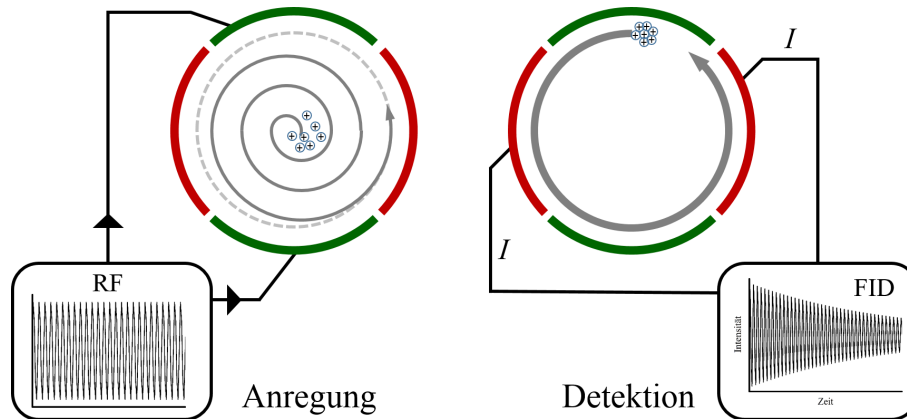 I
RF
I
FID
Intensität
Zeit
Anregung
Detektion